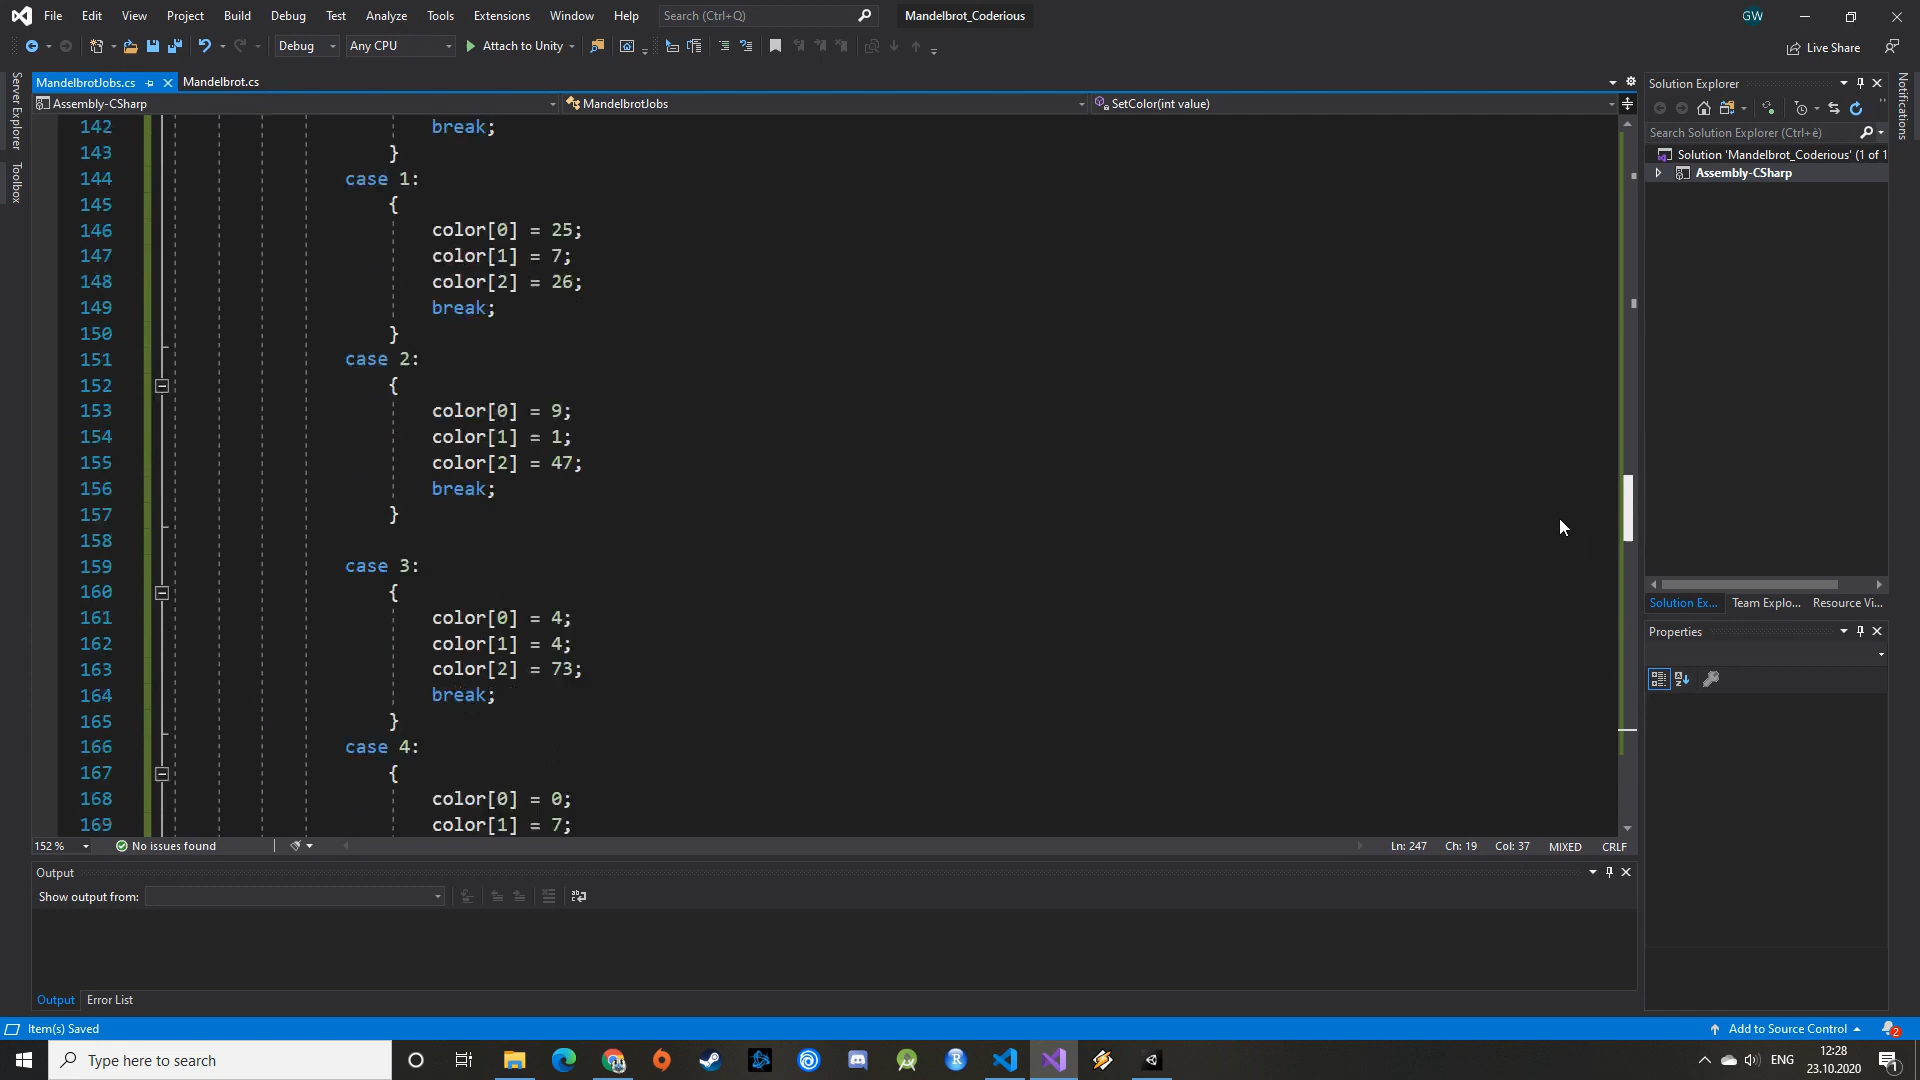 File Edit View Project Build Debug Test Analyze Tools Extensions Window Help Search (Ctrl+Q) Mandelbrot_Coderious GW
Debug Any CPU Attach to Unity Live Share
Server Explorer
Toolbox
Notifications
MandelbrotJobs.cs Mandelbrot.cs
Assembly-CSharp MandelbrotJobs SetColor(int value)
142 break;
143 }
144 case 1:
145 {
146 color[0] = 25;
147 color[1] = 7;
148 color[2] = 26;
149 break;
150 }
151 case 2:
152 {
153 color[0] = 9;
154 color[1] = 1;
155 color[2] = 47;
156 break;
157 }
158
159 case 3:
160 {
161 color[0] = 4;
162 color[1] = 4;
163 color[2] = 73;
164 break;
165 }
166 case 4:
167 {
168 color[0] = 0;
169 color[1] = 7;
152 % No issues found Ln: 247 Ch: 19 Col: 37 MIXED CRLF
Solution Explorer
Search Solution Explorer (Ctrl+è)
Solution 'Mandelbrot_Coderious' (1 of 1
Assembly-CSharp
Solution Ex... Team Explo... Resource Vi...
Properties
Output
Show output from:
Output Error List
Item(s) Saved Add to Source Control 2
Type here to search ENG 12:28
23.10.2020 1